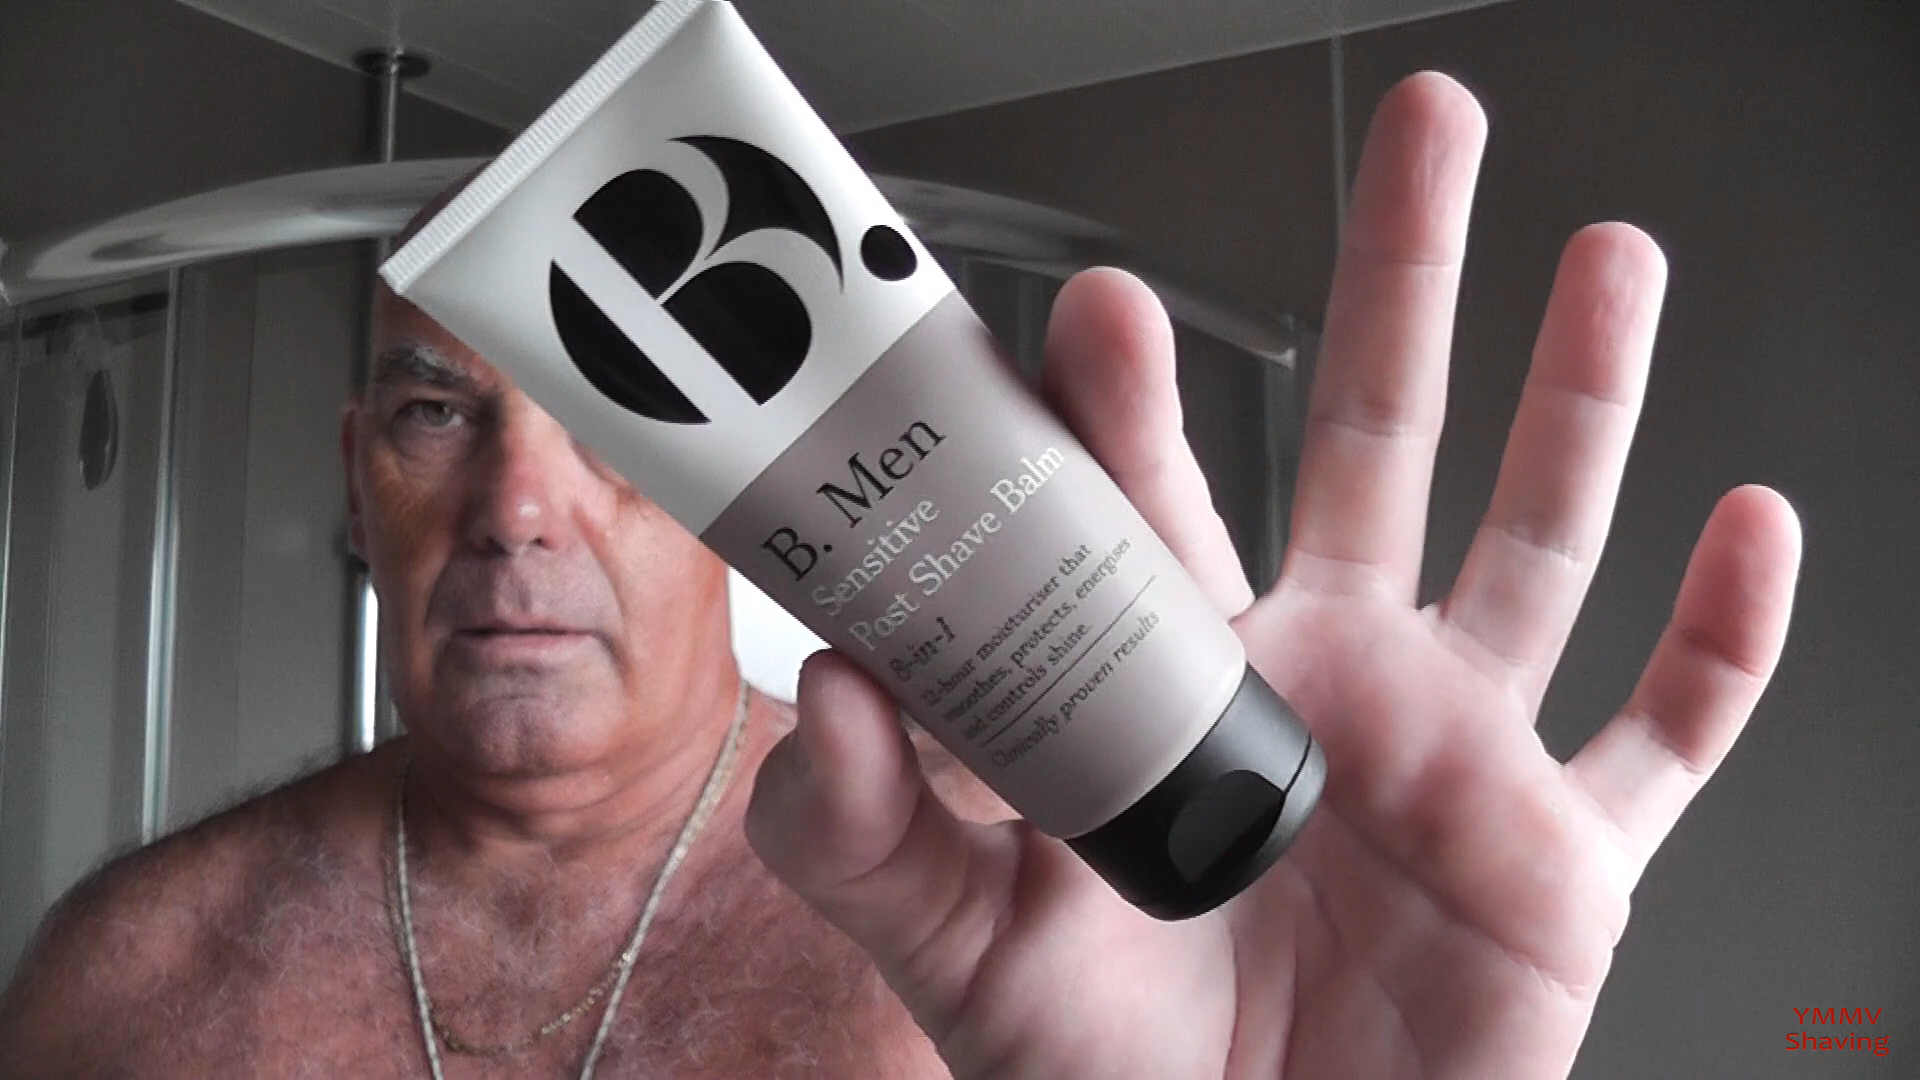 B.
B. Men
Sensitive
Post Shave Balm
8-in-1
12-hour moisturiser that
smoothes, protects, energises
and controls shine.
Clinically proven results
YMMV
Shaving